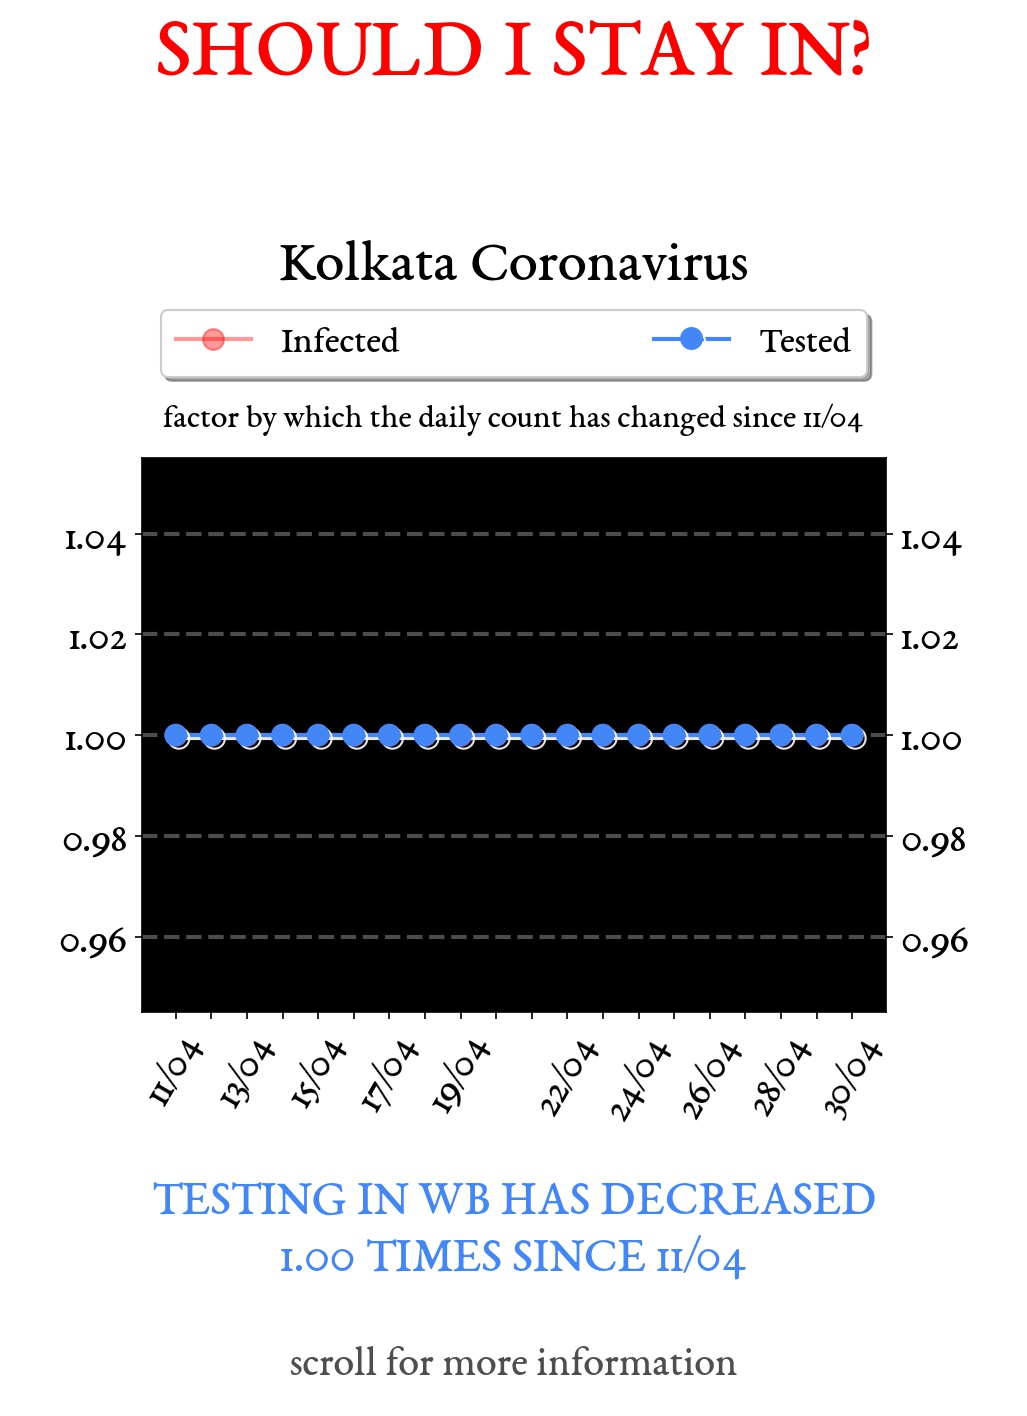 SHOULD I STAY IN?
Kolkata Coronavirus
Infected Tested
factor by which the daily count has changed since 11/04
1.04 1.04
1.02 1.02
1.00 1.00
0.98 0.98
0.96 0.96
11/04 13/04 15/04 17/04 19/04 22/04 24/04 26/04 28/04 30/04
TESTING IN WB HAS DECREASED
1.00 TIMES SINCE 11/04
scroll for more information